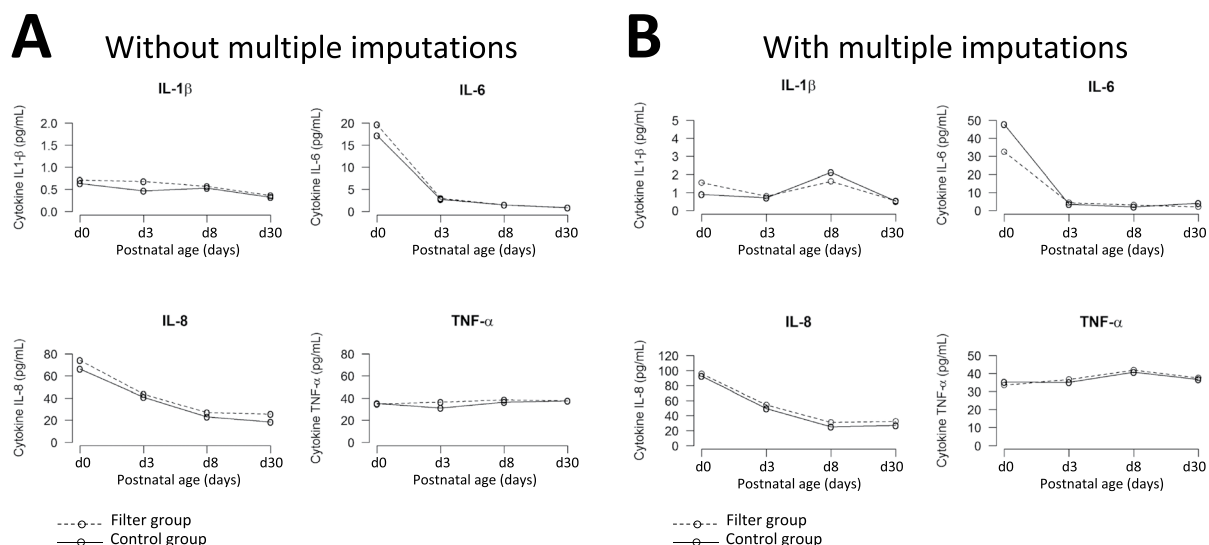 A
Without multiple imputations
IL-1β
Cytokine IL1-β (pg/mL)
2.0
1.5
1.0
0.5
0.0
d0 d3 d8 d30
Postnatal age (days)
IL-6
Cytokine IL-6 (pg/mL)
20
15
10
5
0
d0 d3 d8 d30
Postnatal age (days)
IL-8
Cytokine IL-8 (pg/mL)
80
60
40
20
0
d0 d3 d8 d30
Postnatal age (days)
TNF-α
Cytokine TNF-α (pg/mL)
80
60
40
20
0
d0 d3 d8 d30
Postnatal age (days)
Filter group
Control group
B
With multiple imputations
IL-1β
Cytokine IL1-β (pg/mL)
5
4
3
2
1
0
d0 d3 d8 d30
Postnatal age (days)
IL-6
Cytokine IL-6 (pg/mL)
50
40
30
20
10
0
d0 d3 d8 d30
Postnatal age (days)
IL-8
Cytokine IL-8 (pg/mL)
120
100
80
60
40
20
0
d0 d3 d8 d30
Postnatal age (days)
TNF-α
Cytokine TNF-α (pg/mL)
50
40
30
20
10
0
d0 d3 d8 d30
Postnatal age (days)
Filter group
Control group